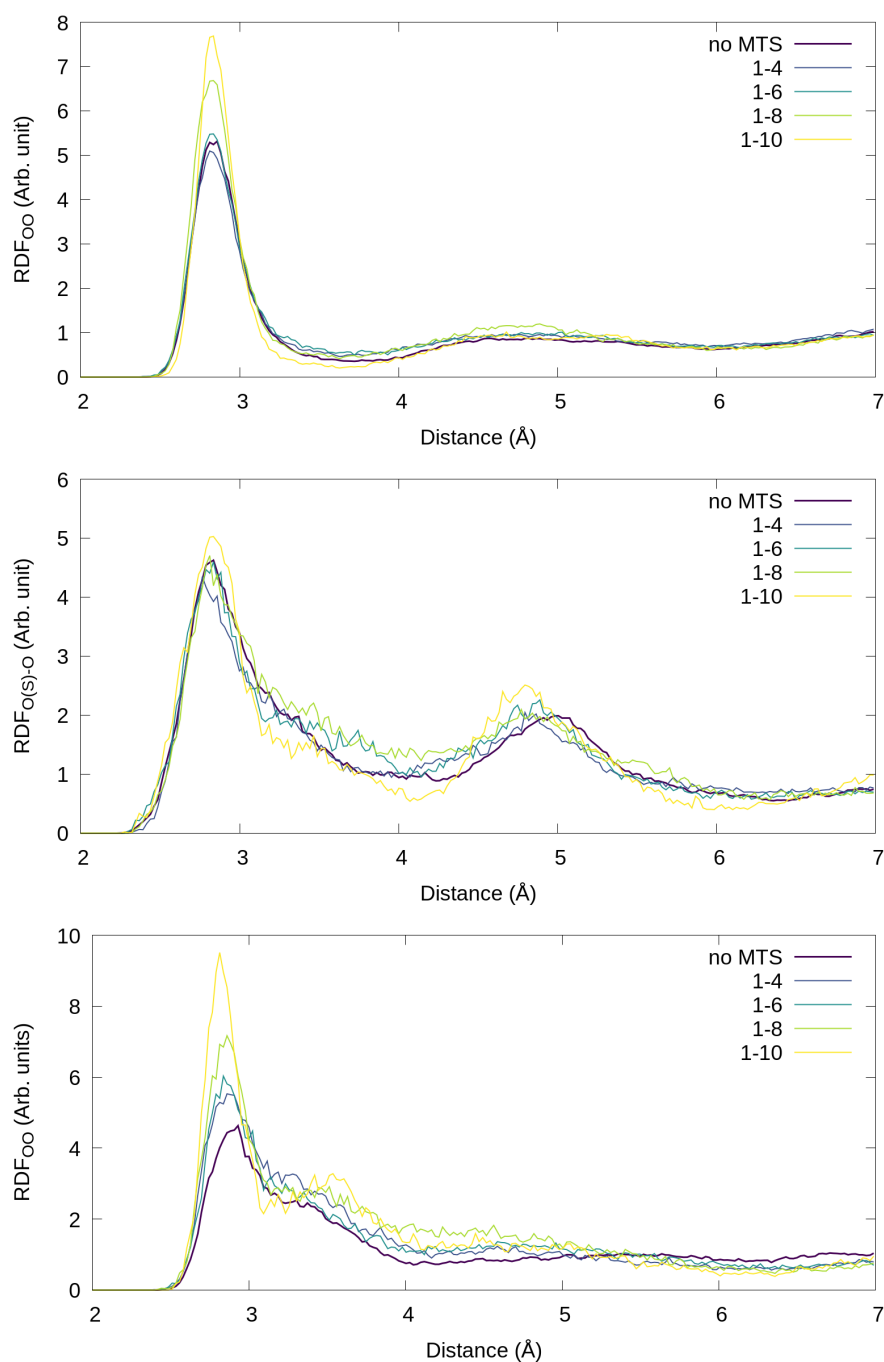 RDFOO (Arb. unit)
8
7
6
5
4
3
2
1
0
no MTS
1-4
1-6
1-8
1-10
2 3 4 5 6 7
Distance (Å)
RDFO(S)-O (Arb. unit)
6
5
4
3
2
1
0
no MTS
1-4
1-6
1-8
1-10
2 3 4 5 6 7
Distance (Å)
RDFOO (Arb. units)
10
8
6
4
2
0
no MTS
1-4
1-6
1-8
1-10
2 3 4 5 6 7
Distance (Å)